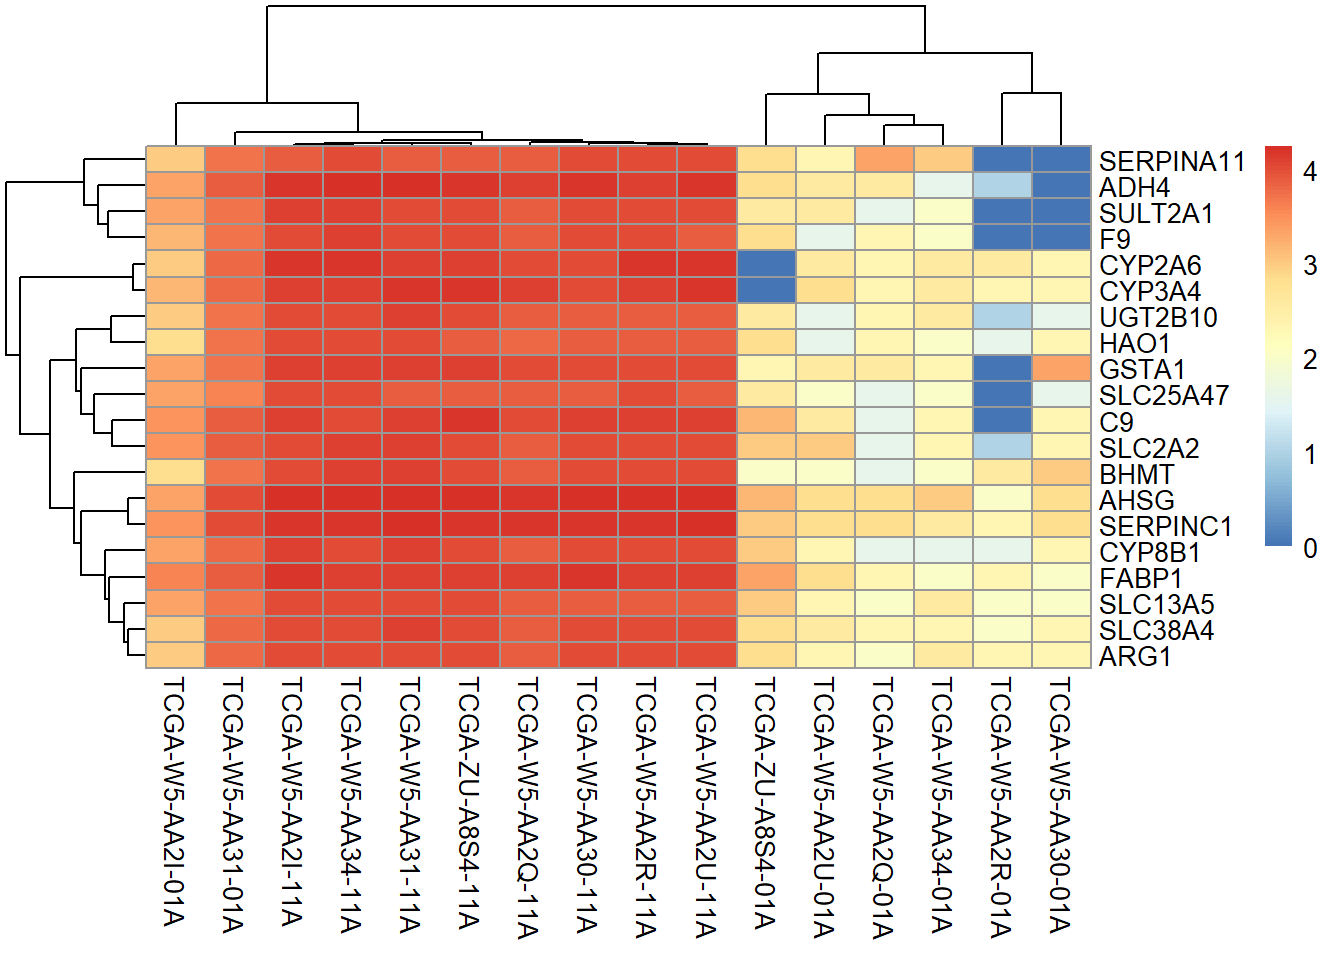 SERPINA11
ADH4
SULT2A1
F9
CYP2A6
CYP3A4
UGT2B10
HAO1
GSTA1
SLC25A47
C9
SLC2A2
BHMT
AHSG
SERPINC1
CYP8B1
FABP1
SLC13A5
SLC38A4
ARG1
4
3
2
1
0
TCGA-W5-AA2I-01A
TCGA-W5-AA31-01A
TCGA-W5-AA2I-11A
TCGA-W5-AA34-11A
TCGA-W5-AA31-11A
TCGA-ZU-A8S4-11A
TCGA-W5-AA2Q-11A
TCGA-W5-AA30-11A
TCGA-W5-AA2R-11A
TCGA-W5-AA2U-11A
TCGA-ZU-A8S4-01A
TCGA-W5-AA2U-01A
TCGA-W5-AA2Q-01A
TCGA-W5-AA34-01A
TCGA-W5-AA2R-01A
TCGA-W5-AA30-01A